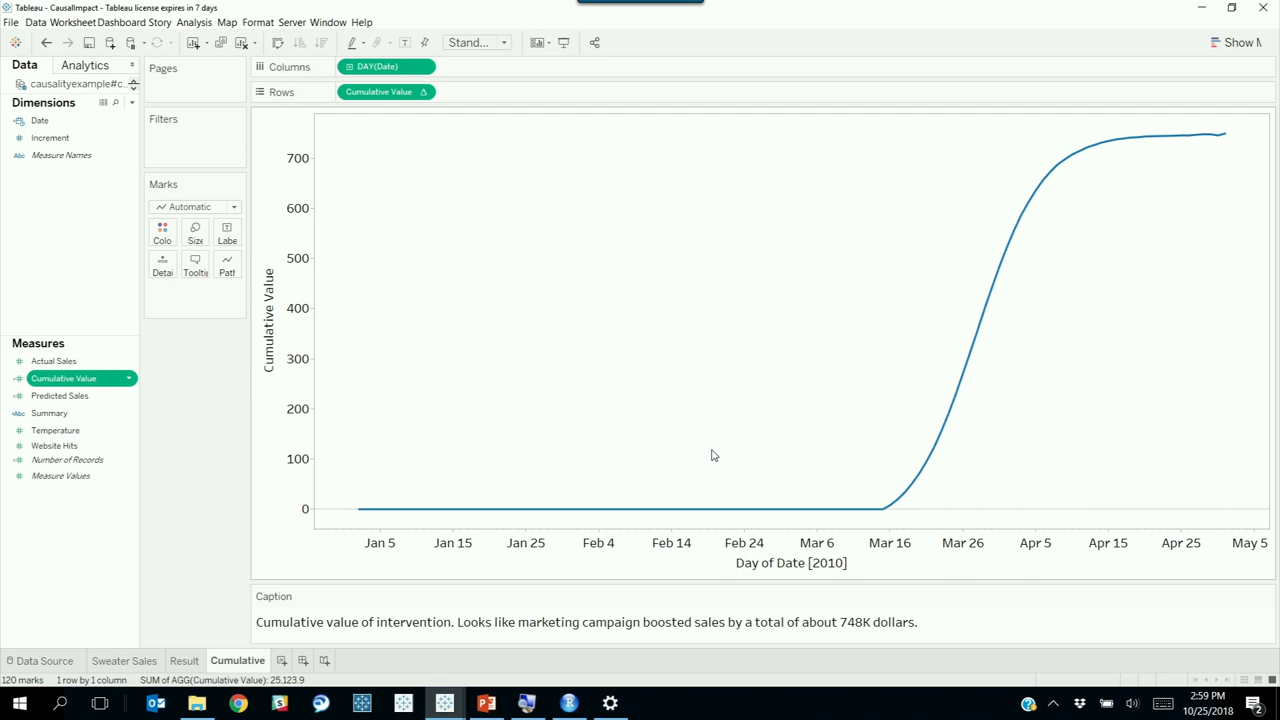 Tableau - CausalImpact - Tableau license expires in 7 days
File Data Worksheet Dashboard Story Analysis Map Format Server Window Help
Stand...
Show M
Data Analytics
causalityexample#c...
Dimensions
Date
Increment
Abc Measure Names
Measures
Actual Sales
Cumulative Value
Predicted Sales
=Abc Summary
Temperature
Website Hits
Number of Records
Measure Values
Pages
Filters
Marks
Automatic
Colo Size Labe
Detai Tooltip Path
Columns DAY(Date)
Rows Cumulative Value
Cumulative Value
700
600
500
400
300
200
100
0
Jan 5 Jan 15 Jan 25 Feb 4 Feb 14 Feb 24 Mar 6 Mar 16 Mar 26 Apr 5 Apr 15 Apr 25 May 5
Day of Date [2010]
Caption
Cumulative value of intervention. Looks like marketing campaign boosted sales by a total of about 748K dollars.
Data Source Sweater Sales Result Cumulative
120 marks 1 row by 1 column SUM of AGG(Cumulative Value): 25,123.9
2:59 PM
10/25/2018
2